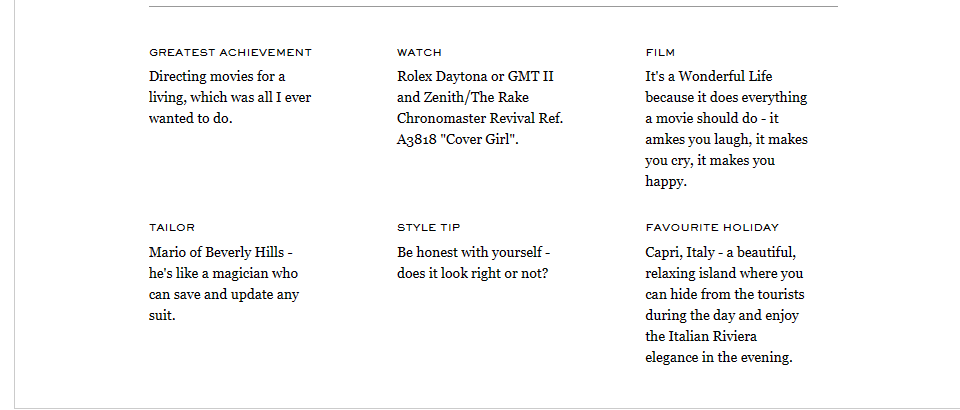 GREATEST ACHIEVEMENT
Directing movies for a
living, which was all I ever
wanted to do.
WATCH
Rolex Daytona or GMT II
and Zenith/The Rake
Chronomaster Revival Ref.
A3818 "Cover Girl".
FILM
It's a Wonderful Life
because it does everything
a movie should do - it
amkes you laugh, it makes
you cry, it makes you
happy.
TAILOR
Mario of Beverly Hills -
he's like a magician who
can save and update any
suit.
STYLE TIP
Be honest with yourself -
does it look right or not?
FAVOURITE HOLIDAY
Capri, Italy - a beautiful,
relaxing island where you
can hide from the tourists
during the day and enjoy
the Italian Riviera
elegance in the evening.